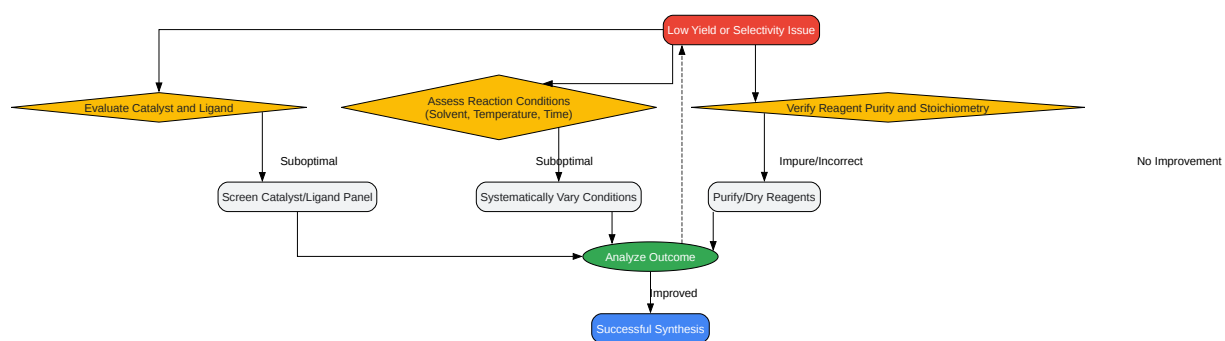 Low Yield or Selectivity Issue
Evaluate Catalyst and Ligand
Assess Reaction Conditions
(Solvent, Temperature, Time)
Verify Reagent Purity and Stoichiometry
Suboptimal
Suboptimal
Impure/Incorrect
No Improvement
Screen Catalyst/Ligand Panel
Systematically Vary Conditions
Purify/Dry Reagents
Analyze Outcome
Improved
Successful Synthesis